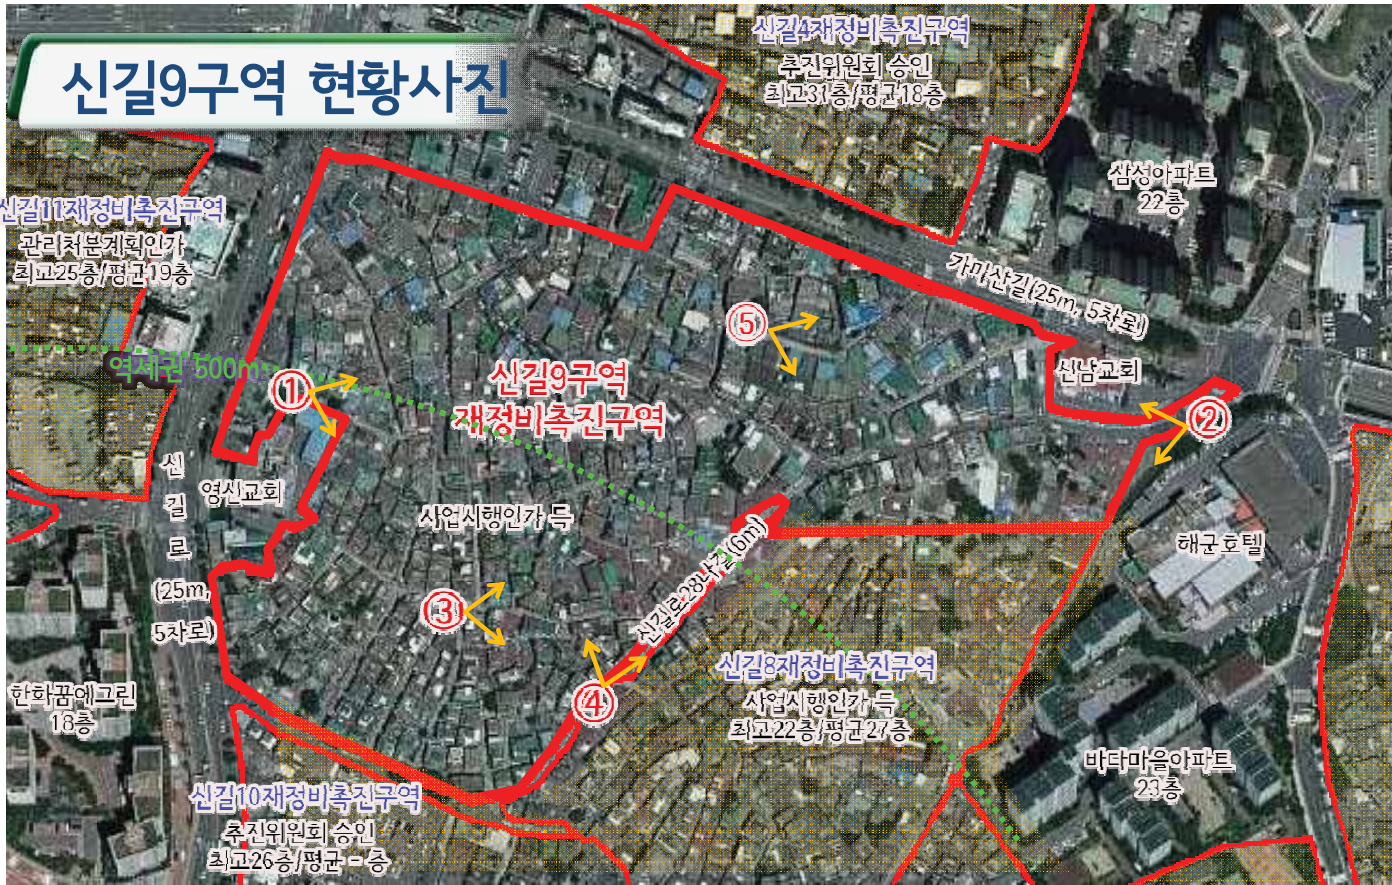 신길9구역 현황사진
신길4재정비촉진구역
추진위원회 승인
최고31층/평균18층
삼성아파트
22층
신길11재정비촉진구역
관리처분계획인가
최고25층/평균19층
가마산길(25m, 5차로)
역세권 500m
①
⑤
신길9구역
재정비촉진구역
신남교회
②
신
길
로
(25m,
5차로)
영신교회
사업시행인가 득
해군호텔
신길로28나길(6m)
③
④
신길8재정비촉진구역
사업시행인가 득
최고22층/평균27층
한화꿈에그린
18층
바다마을아파트
23층
신길10재정비촉진구역
추진위원회 승인
최고26층/평균 - 층